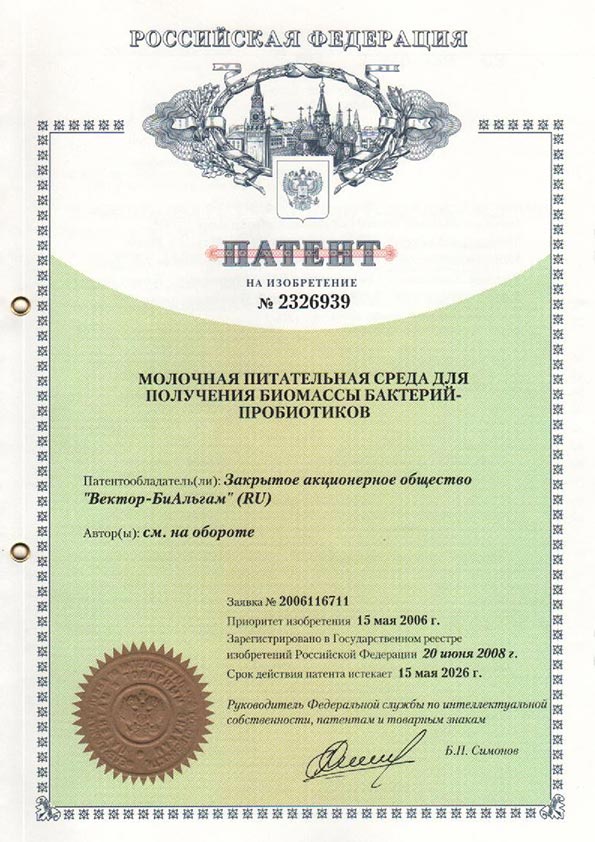 РОССИЙСКАЯ ФЕДЕРАЦИЯ
ПАТЕНТ
НА ИЗОБРЕТЕНИЕ
№ 2326939
МОЛОЧНАЯ ПИТАТЕЛЬНАЯ СРЕДА ДЛЯ
ПОЛУЧЕНИЯ БИОМАССЫ БАКТЕРИЙ-
ПРОБИОТИКОВ
Патентообладатель(ли): Закрытое акционерное общество
"Вектор-БиАльгам" (RU)
Автор(ы): см. на обороте
Заявка № 2006116711
Приоритет изобретения 15 мая 2006 г.
Зарегистрировано в Государственном реестре
изобретений Российской Федерации 20 июня 2008 г.
Срок действия патента истекает 15 мая 2026 г.
Руководитель Федеральной службы по интеллектуальной
собственности, патентам и товарным знакам
Б.П. Симонов